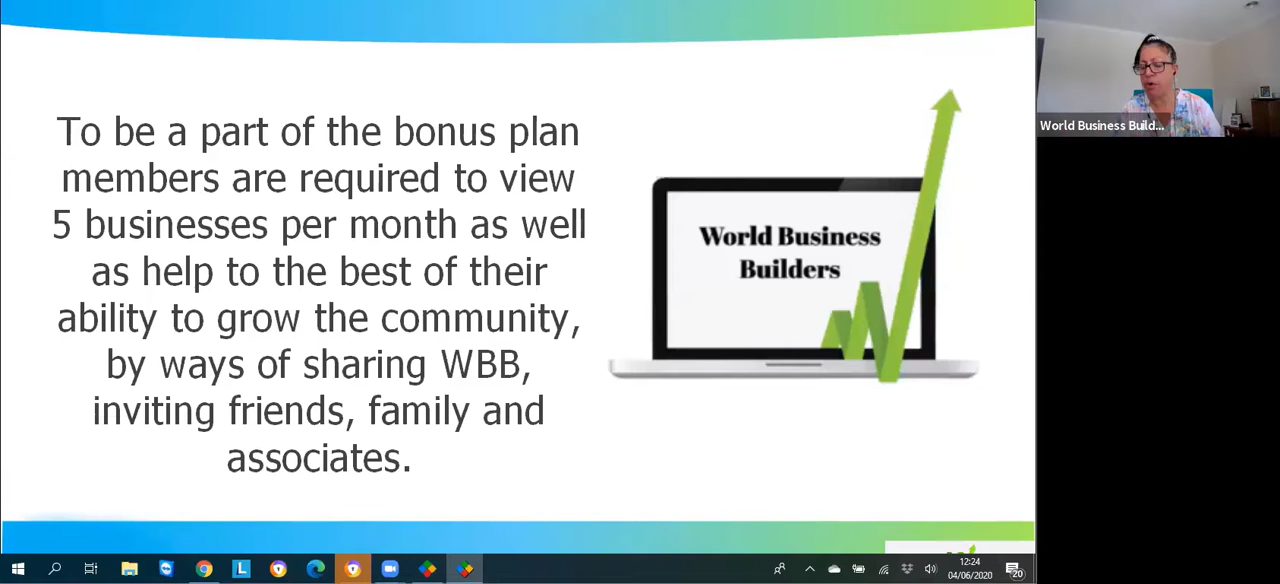 To be a part of the bonus plan
members are required to view
5 businesses per month as well
as help to the best of their
ability to grow the community,
by ways of sharing WBB,
inviting friends, family and
associates.
World Business
Builders
World Business Build...
L
12:24
04/06/2020
20